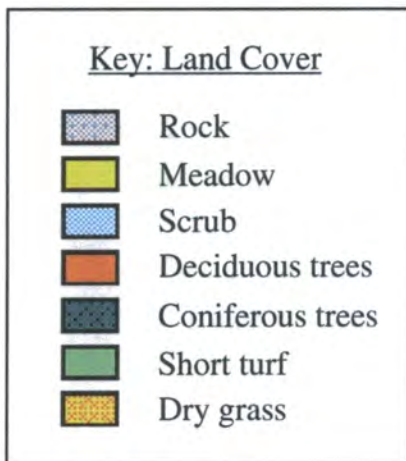 Key: Land Cover
Rock
Meadow
Scrub
Deciduous trees
Coniferous trees
Short turf
Dry grass